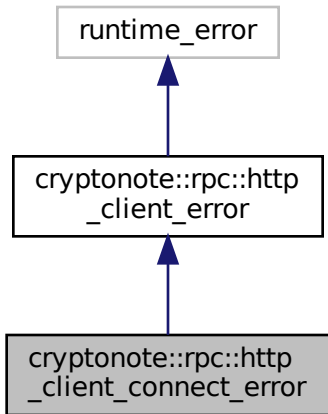 runtime_error
cryptonote::rpc::http
_client_error
cryptonote::rpc::http
_client_connect_error